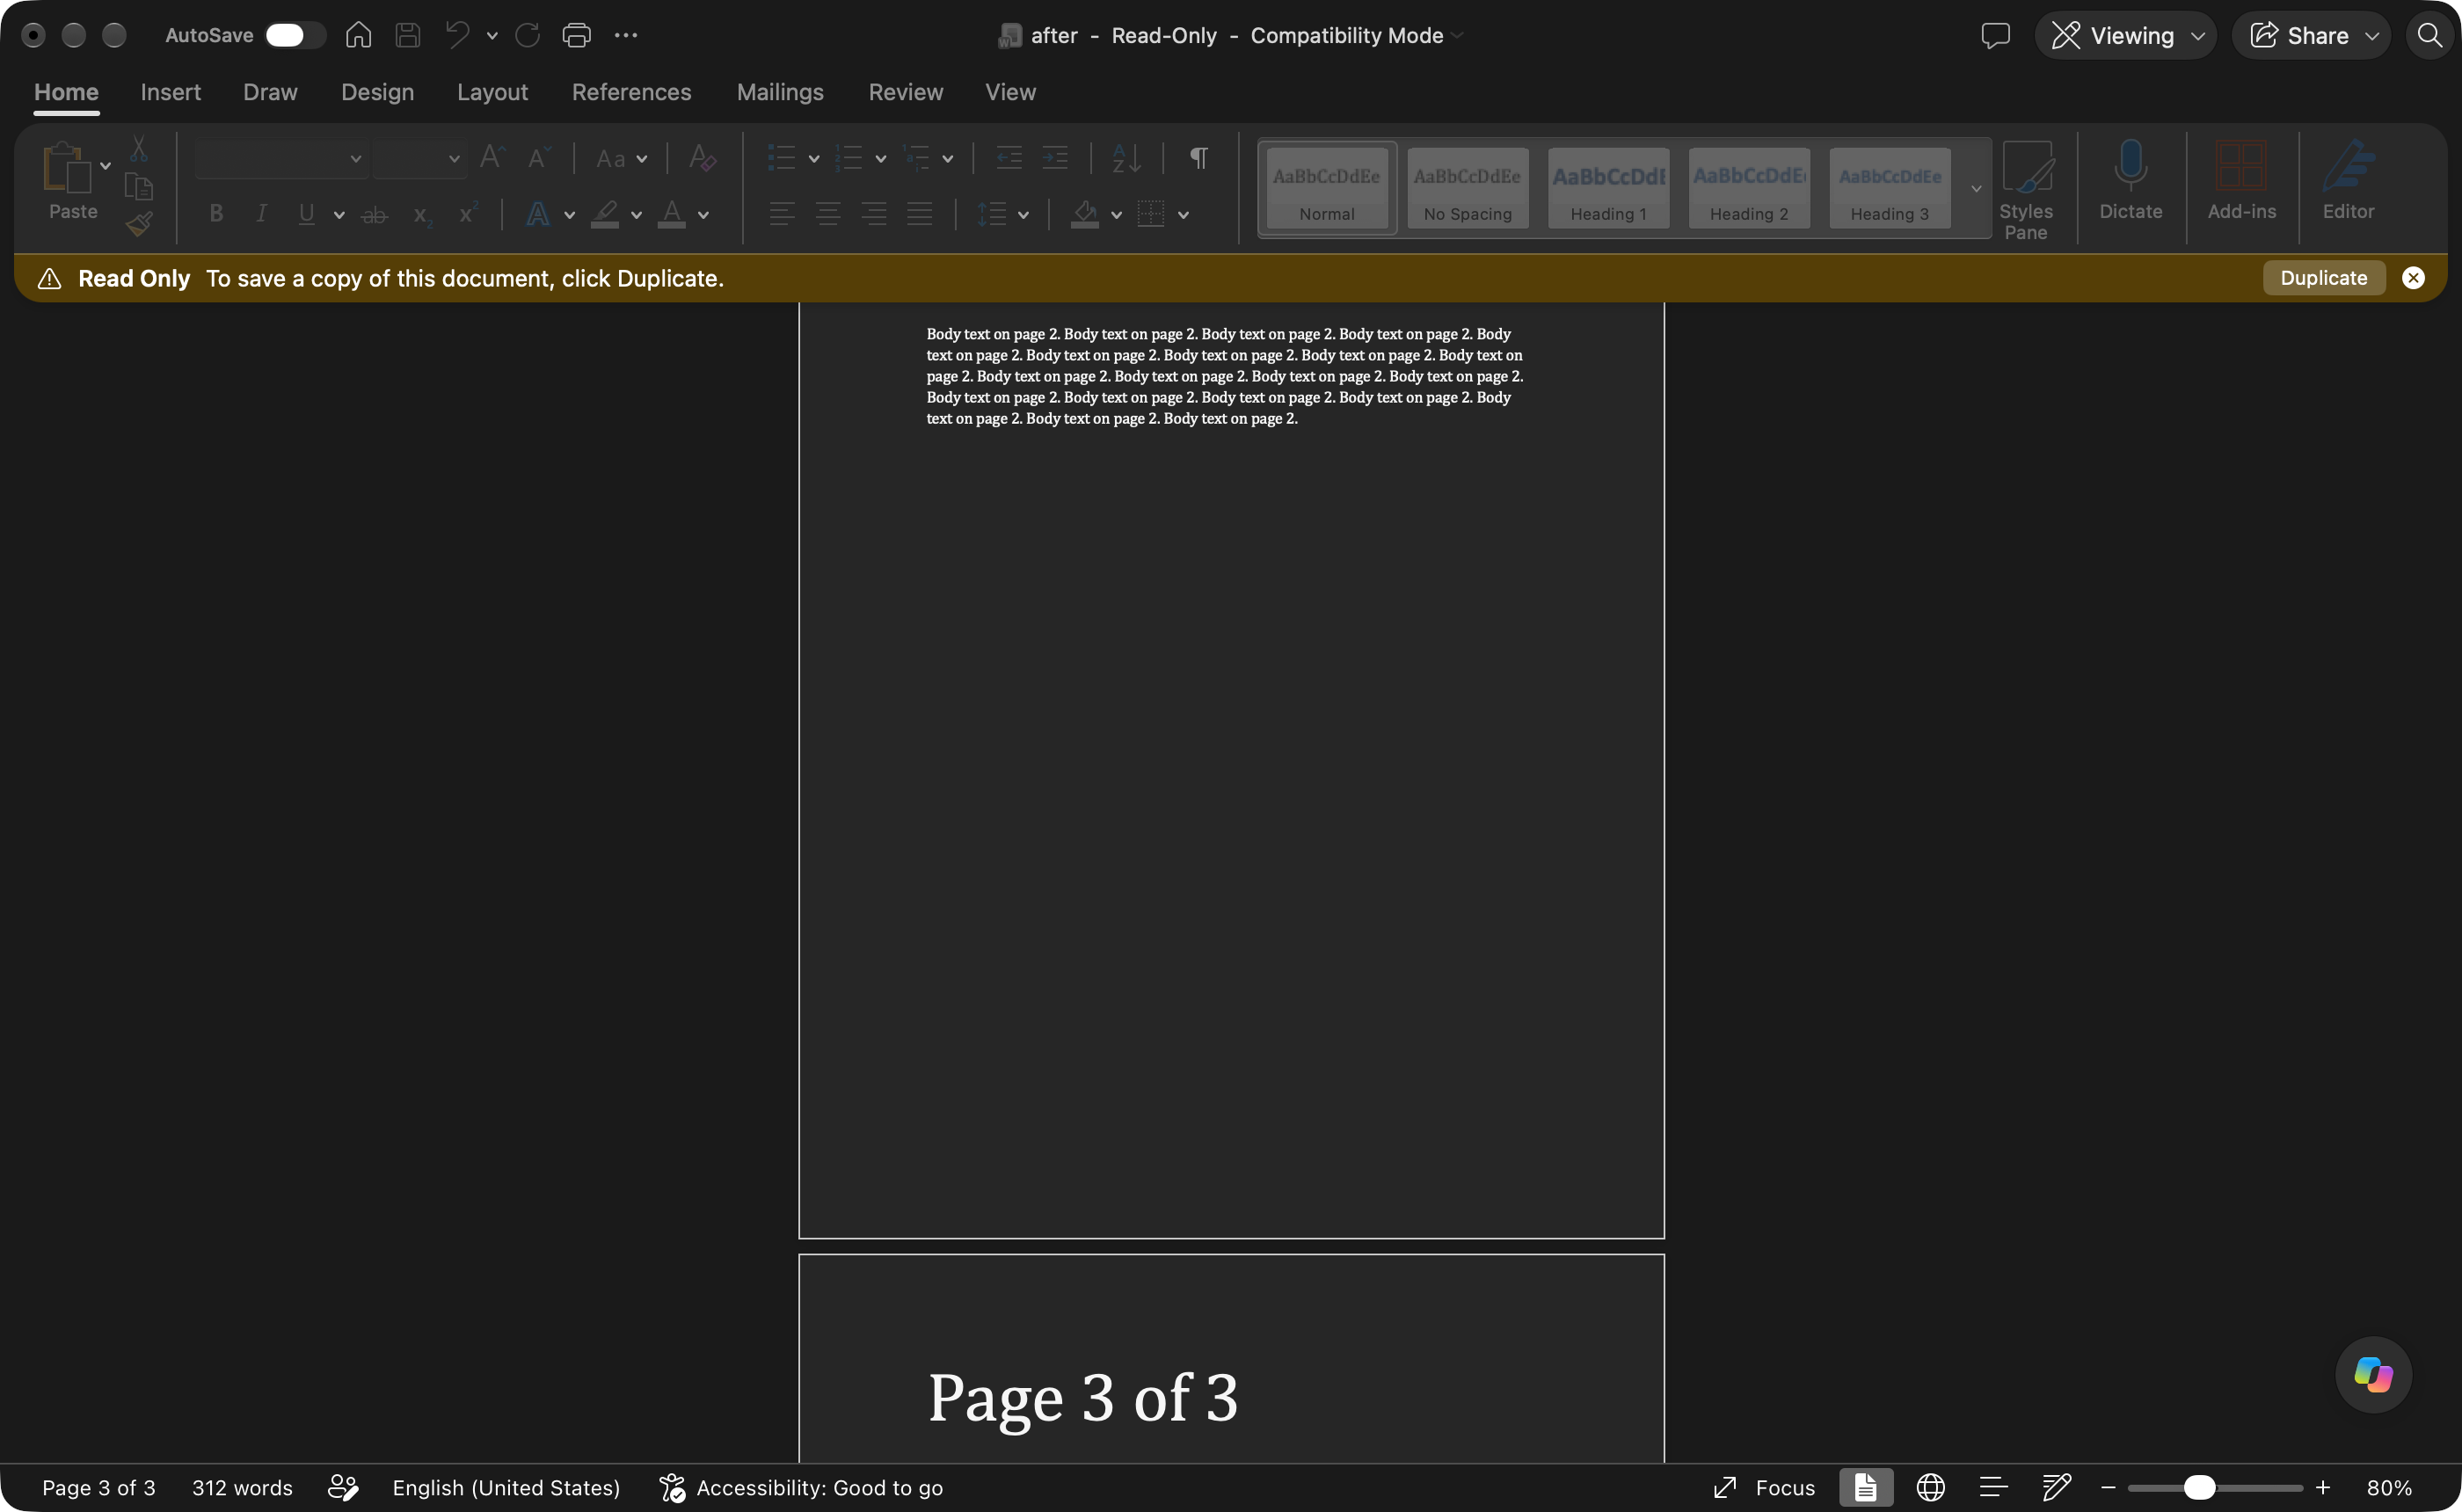 AutoSave
after - Read-Only - Compatibility Mode
Viewing
Share
Home Insert Draw Design Layout References Mailings Review View
Paste
Aa
AaBbCcDdEe
Normal
AaBbCcDdEe
No Spacing
AaBbCcDdE
Heading 1
AaBbCcDdE
Heading 2
AaBbCcDdEe
Heading 3
Styles
Pane
Dictate
Add-ins
Editor
Read Only To save a copy of this document, click Duplicate.
Duplicate
Body text on page 2. Body text on page 2. Body text on page 2. Body text on page 2. Body
text on page 2. Body text on page 2. Body text on page 2. Body text on page 2. Body text on
page 2. Body text on page 2. Body text on page 2. Body text on page 2. Body text on page 2.
Body text on page 2. Body text on page 2. Body text on page 2. Body text on page 2. Body
text on page 2. Body text on page 2. Body text on page 2.
Page 3 of 3
Page 3 of 3 312 words English (United States) Accessibility: Good to go Focus 80%